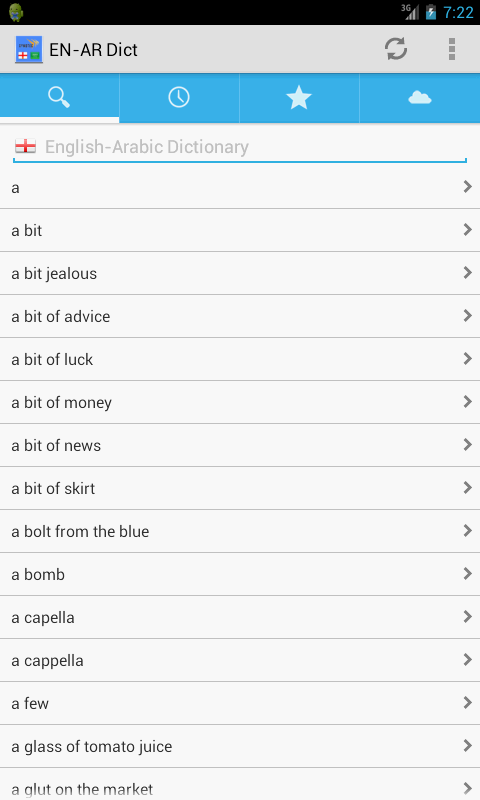 3G 7:22
EN-AR Dict
English-Arabic Dictionary
a
a bit
a bit jealous
a bit of advice
a bit of luck
a bit of money
a bit of news
a bit of skirt
a bolt from the blue
a bomb
a capella
a cappella
a few
a glass of tomato juice
a glut on the market